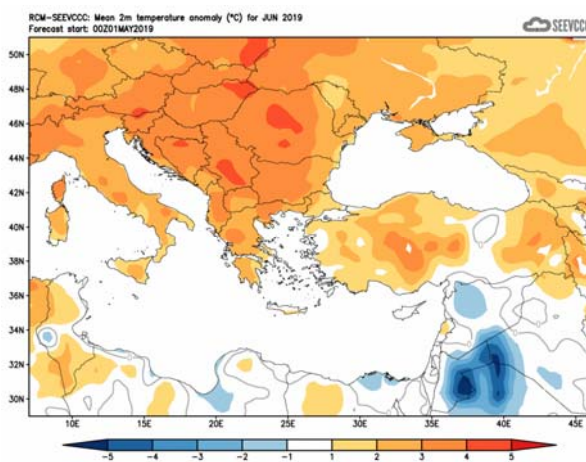 RCM-SEEVCCC: Mean 2m temperature anomaly (°C) for JUN 2019
Forecast start: 00Z01MAY2019
SEEVCCC
50N
48N
46N
44N
42N
40N
38N
36N
34N
32N
30N
10E 15E 20E 25E 30E 35E 40E 45E
-5 -4 -3 -2 -1 1 2 3 4 5